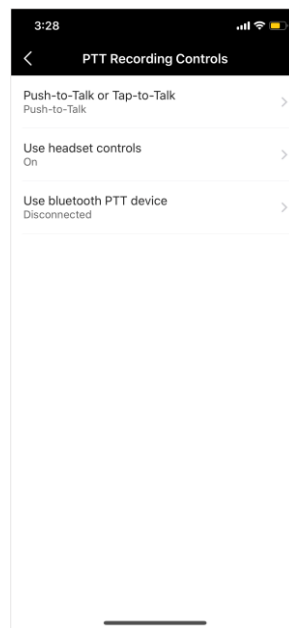 3:28
PTT Recording Controls
Push-to-Talk or Tap-to-Talk
Push-to-Talk
Use headset controls
On
Use bluetooth PTT device
Disconnected